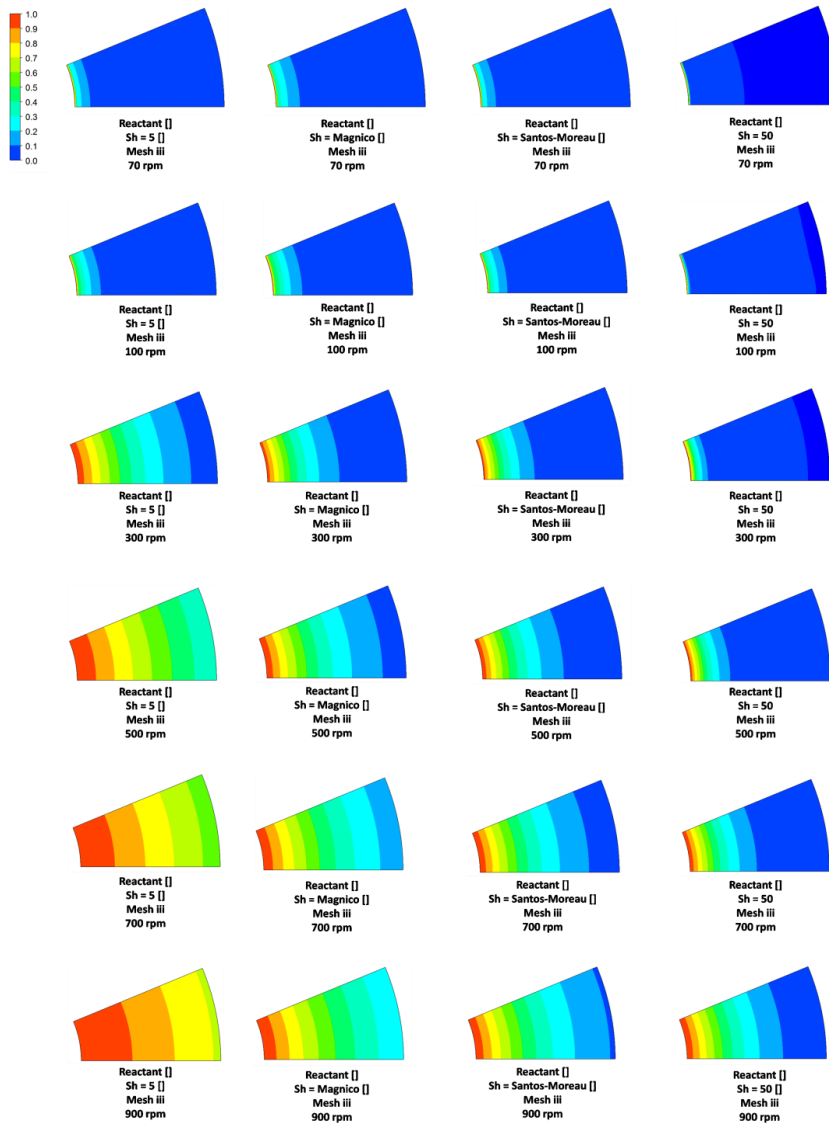 1.0
0.9
0.8
0.7
0.6
0.5
0.4
0.3
0.2
0.1
0.0
Reactant []
Sh = 5 []
Mesh iii
70 rpm
Reactant []
Sh = Magnico []
Mesh iii
70 rpm
Reactant []
Sh = Santos-Moreau []
Mesh iii
70 rpm
Reactant []
Sh = 50
Mesh iii
70 rpm
Reactant []
Sh = 5 []
Mesh iii
100 rpm
Reactant []
Sh = Magnico []
Mesh iii
100 rpm
Reactant []
Sh = Santos-Moreau []
Mesh iii
100 rpm
Reactant []
Sh = 50
Mesh iii
100 rpm
Reactant []
Sh = 5 []
Mesh iii
300 rpm
Reactant []
Sh = Magnico []
Mesh iii
300 rpm
Reactant []
Sh = Santos-Moreau []
Mesh iii
300 rpm
Reactant []
Sh = 50
Mesh iii
300 rpm
Reactant []
Sh = 5 []
Mesh iii
500 rpm
Reactant []
Sh = Magnico []
Mesh iii
500 rpm
Reactant []
Sh = Santos-Moreau []
Mesh iii
500 rpm
Reactant []
Sh = 50
Mesh iii
500 rpm
Reactant []
Sh = 5 []
Mesh iii
700 rpm
Reactant []
Sh = Magnico []
Mesh iii
700 rpm
Reactant []
Sh = Santos-Moreau []
Mesh iii
700 rpm
Reactant []
Sh = 50
Mesh iii
700 rpm
Reactant []
Sh = 5 []
Mesh iii
900 rpm
Reactant []
Sh = Magnico []
Mesh iii
900 rpm
Reactant []
Sh = Santos-Moreau []
Mesh iii
900 rpm
Reactant []
Sh = 50 []
Mesh iii
900 rpm